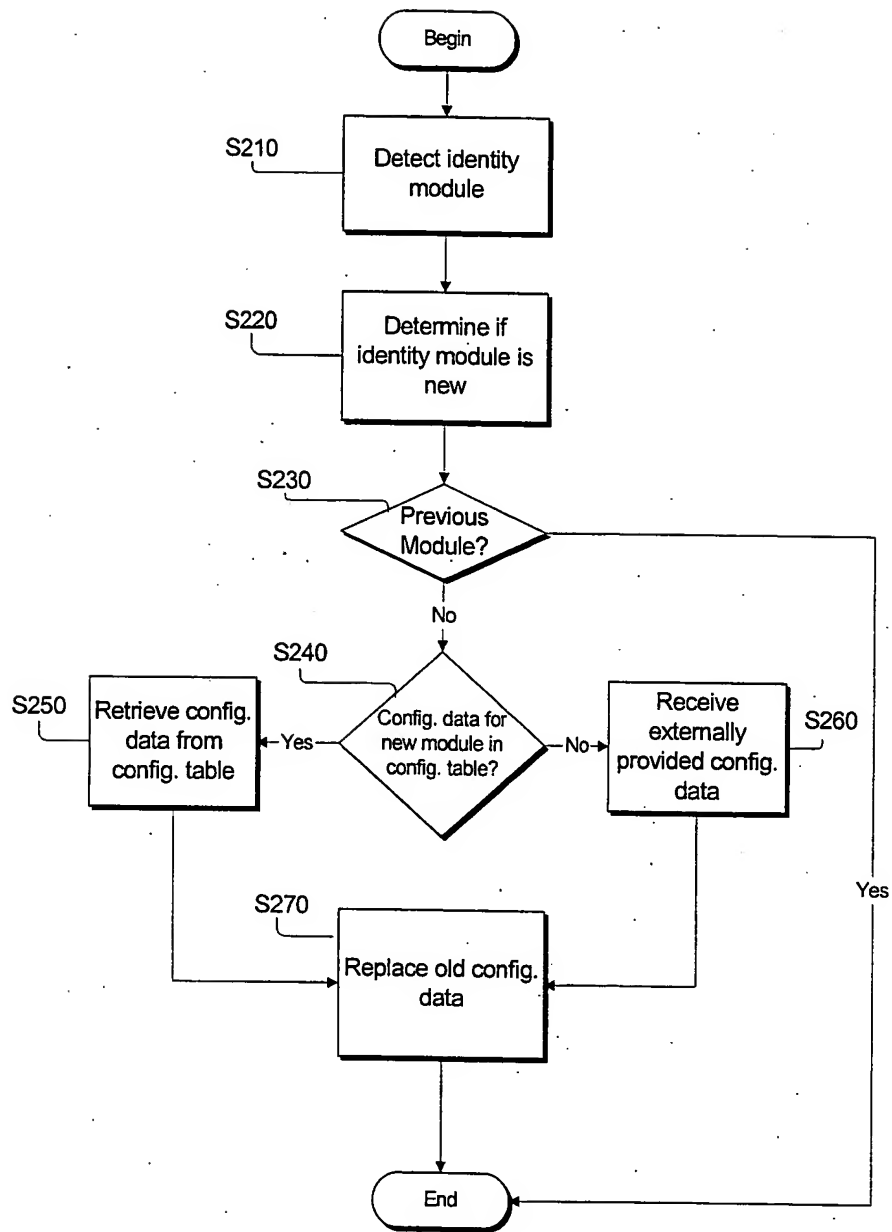 Begin
S210
Detect identity
module
S220
Determine if
identity module is
new
S230
Previous
Module?
No
S240
Config. data for
new module in
config. table?
Yes
No
S250
Retrieve config.
data from
config. table
Receive
externally
provided config.
data
S260
Yes
S270
Replace old config.
data
End